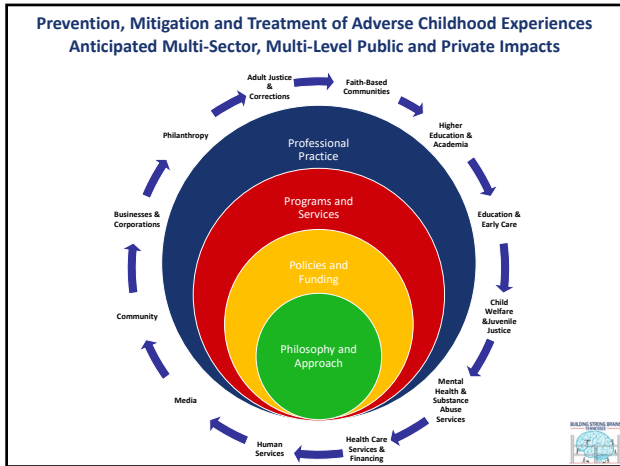 Prevention, Mitigation and Treatment of Adverse Childhood Experiences
Anticipated Multi-Sector, Multi-Level Public and Private Impacts
Adult Justice
&
Corrections
Faith-Based
Communities
Higher
Education &
Academia
Education &
Early Care
Child
Welfare
&Juvenile
Justice
Mental
Health &
Substance
Abuse
Services
Health Care
Services &
Financing
Human
Services
Media
Community
Businesses &
Corporations
Philanthropy
Professional
Practice
Programs and
Services
Policies and
Funding
Philosophy and
Approach
BUILDING STRONG BRAINS
TENNESSEE